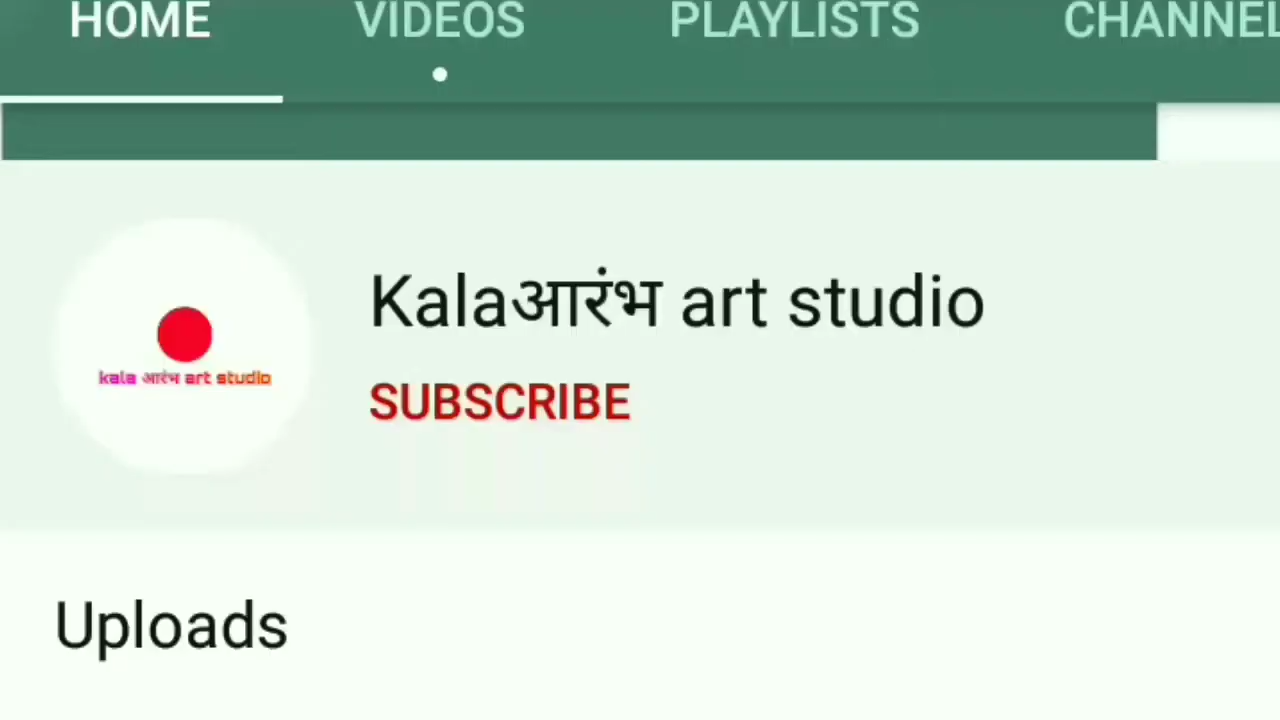 HOME VIDEOS PLAYLISTS CHANNEL
Kalaआरंभ art studio
kala आरंभ art studio
SUBSCRIBE
Uploads